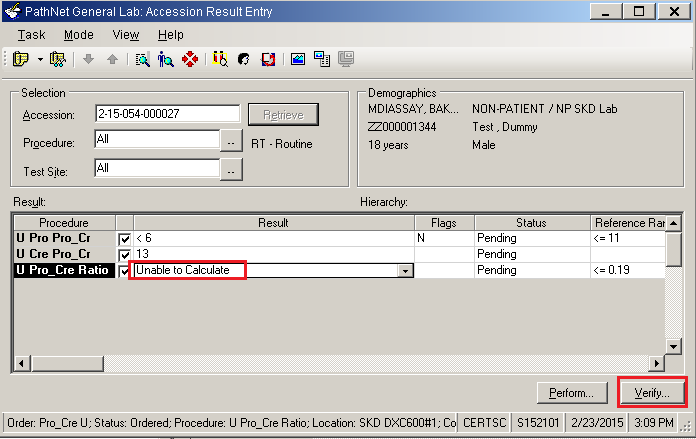 PathNet General Lab: Accession Result Entry
Task Mode View Help
Selection
Accession: 2-15-054-000027 Retrieve
Procedure: All .. RT - Routine
Test Site: All ..
Demographics
MDIASSAY, BAK... NON-PATIENT / NP SKD Lab
ZZ000001344 Test , Dummy
18 years Male
Result: Hierarchy:
Procedure Result Flags Status Reference Ran
U Pro Pro_Cr < 6 N Pending <= 11
U Cre Pro_Cr 13 Pending
U Pro_Cre Ratio Unable to Calculate Pending <= 0.19
Perform... Verify...
Order: Pro_Cre U; Status: Ordered; Procedure: U Pro_Cre Ratio; Location: SKD DXC600#1; Co CERTSC S152101 2/23/2015 3:09 PM